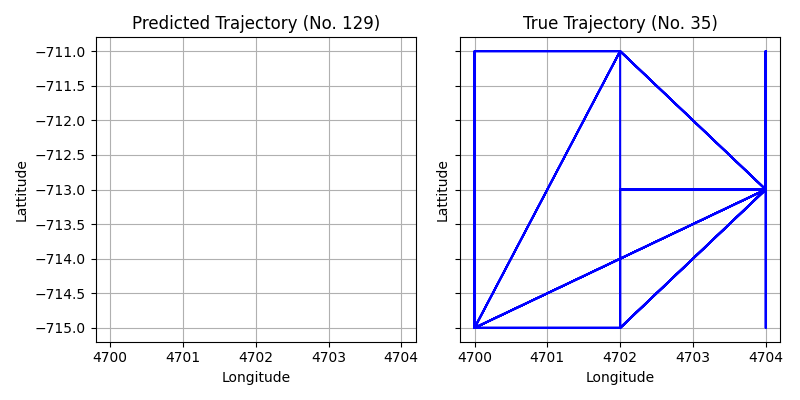 Predicted Trajectory (No. 129)
−711.0
−711.5
−712.0
−712.5
−713.0
−713.5
−714.0
−714.5
−715.0
Lattitude
4700 4701 4702 4703 4704
Longitude
True Trajectory (No. 35)
Lattitude
4700 4701 4702 4703 4704
Longitude